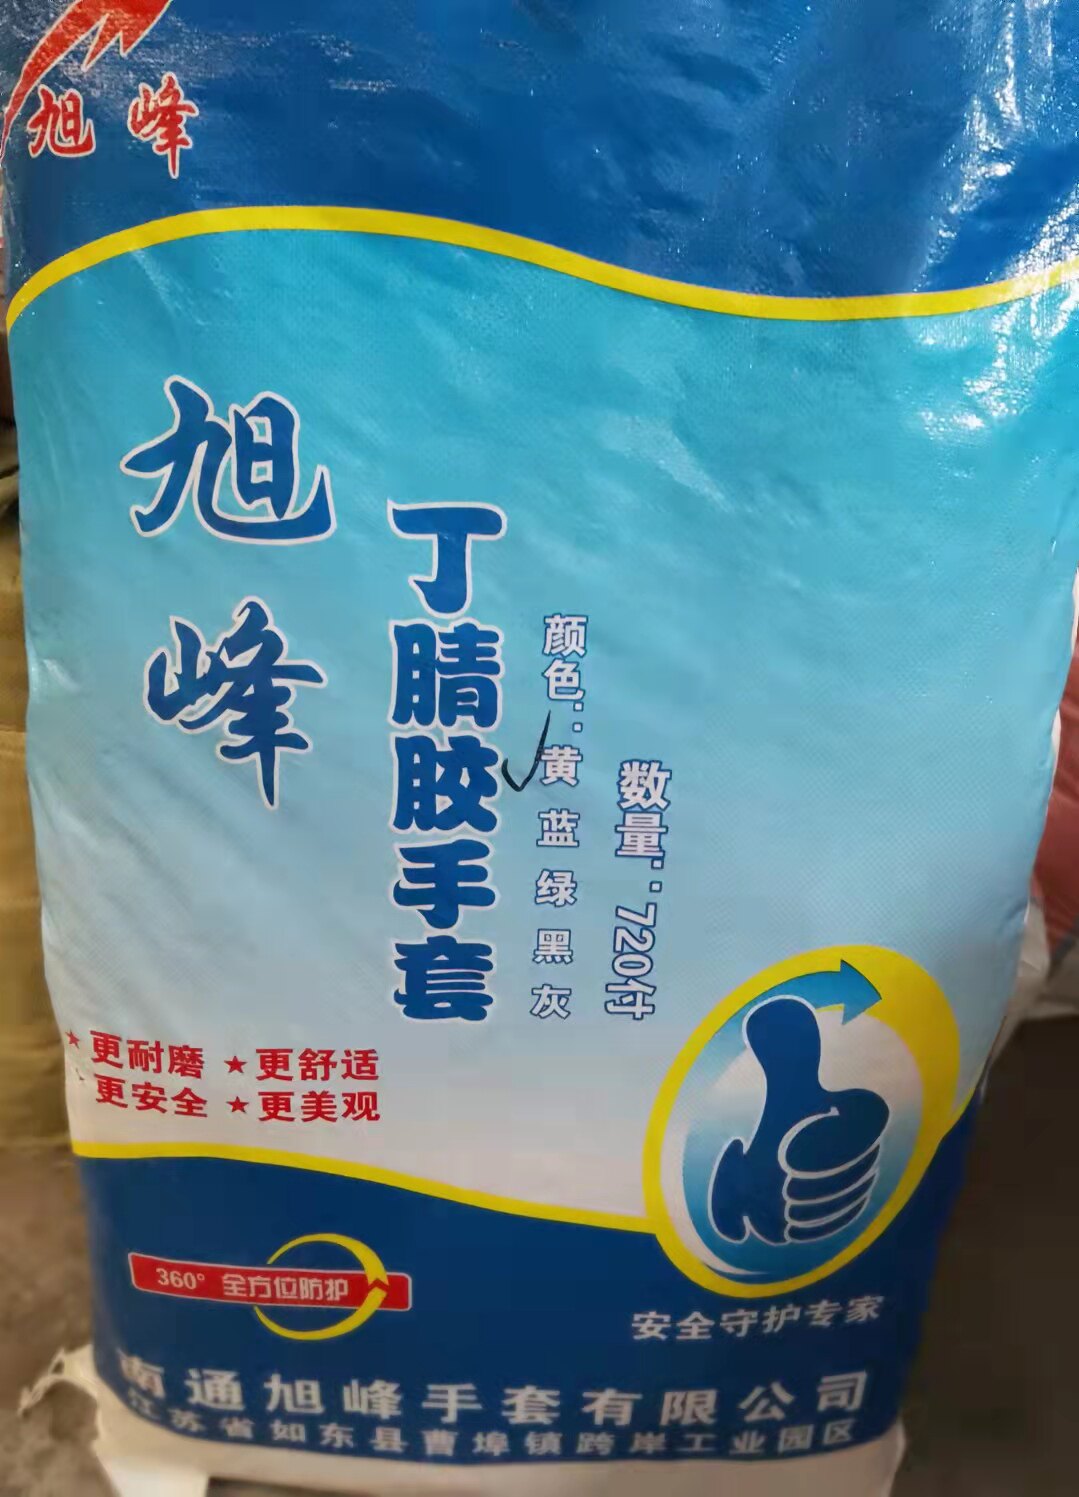 旭峰
旭峰
丁腈胶手套
颜色：黄 蓝 绿 黑 灰
数量：720付
★更耐磨 ★更舒适
更安全 ★更美观
360° 全方位防护
安全守护专家
南通旭峰手套有限公司
江苏省如东县曹埠镇跨岸工业园区